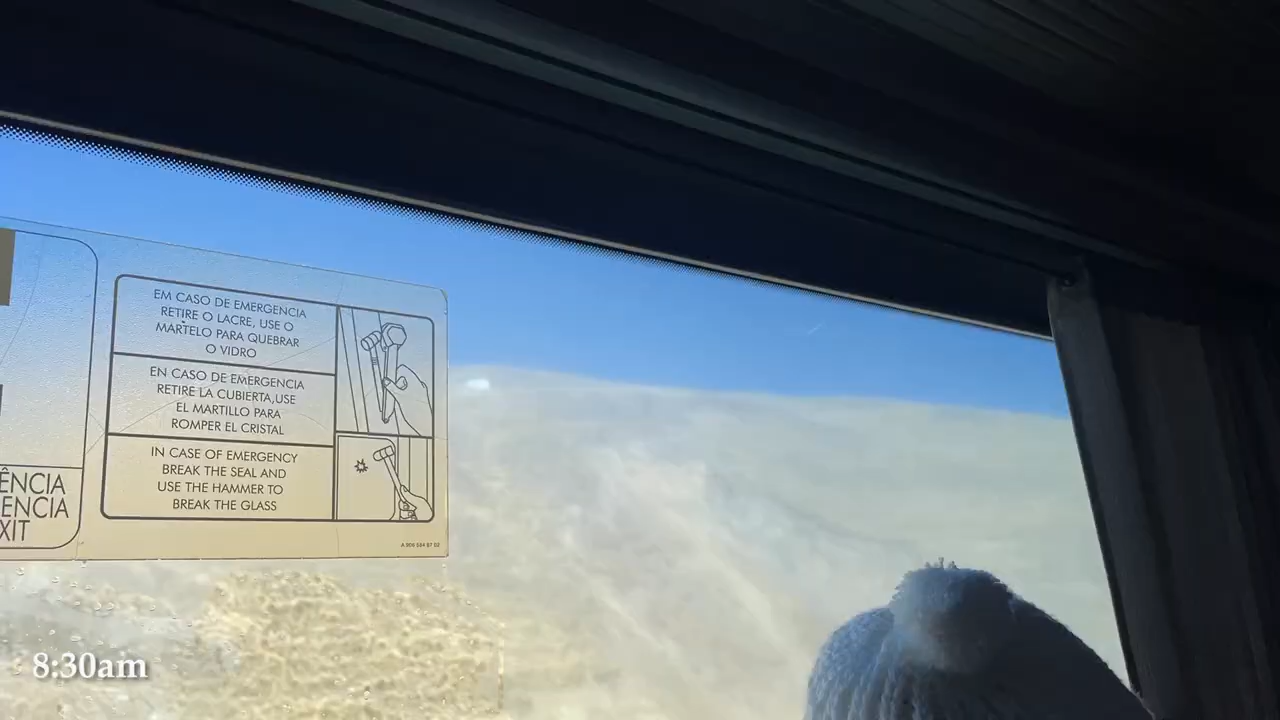 EM CASO DE EMERGENCIA
RETIRE O LACRE, USE O
MARTELO PARA QUEBRAR
O VIDRO
EN CASO DE EMERGENCIA
RETIRE LA CUBIERTA,USE
EL MARTILLO PARA
ROMPER EL CRISTAL
IN CASE OF EMERGENCY
BREAK THE SEAL AND
USE THE HAMMER TO
BREAK THE GLASS
ÊNCIA
ENCIA
XIT
8:30am